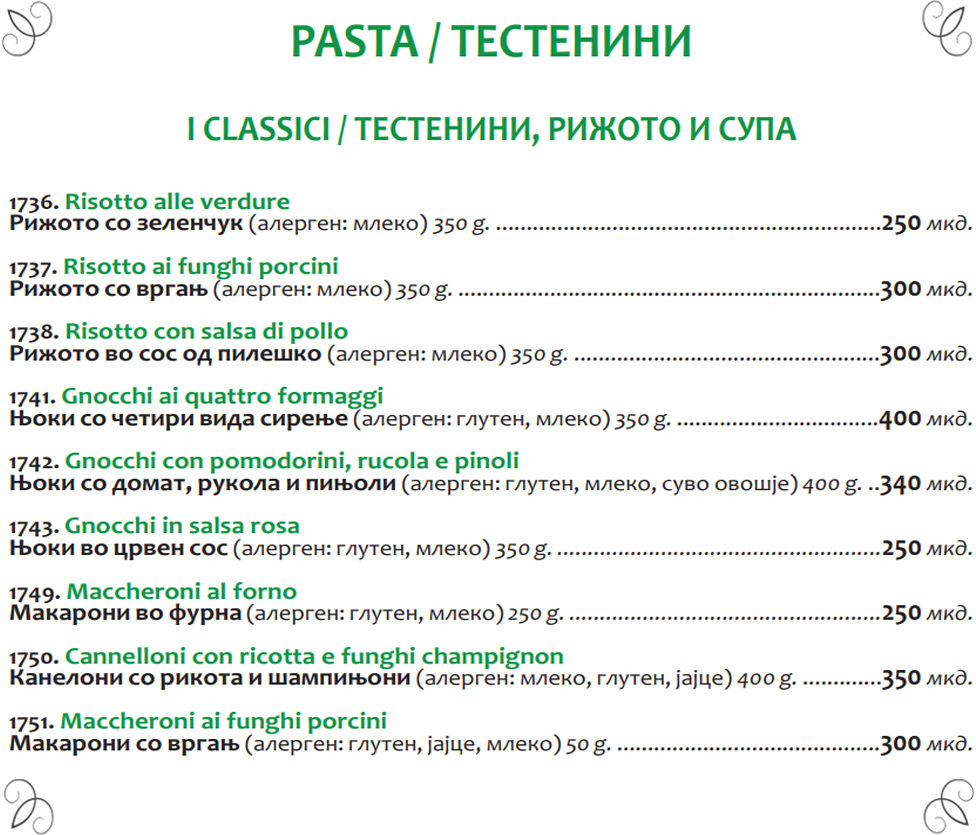 PASTA / ТЕСТЕНИНИ
I CLASSICI / ТЕСТЕНИНИ, РИЖОТО И СУПА
1736. Risotto alle verdure
Рижото со зеленчук (алерген: млеко) 350 g. ..........250 мкд.
1737. Risotto ai funghi porcini
Рижото со вргањ (алерген: млеко) 350 g. ..........300 мкд.
1738. Risotto con salsa di pollo
Рижото во сос од пилешко (алерген: млеко) 350 g. ..........300 мкд.
1741. Gnocchi ai quattro formaggi
Њоки со четири вида сирење (алерген: глутен, млеко) 350 g. ..........400 мкд.
1742. Gnocchi con pomodorini, rucola e pinoli
Њоки со домат, рукола и пињоли (алерген: глутен, млеко, суво овошје) 400 g. ..340 мкд.
1743. Gnocchi in salsa rosa
Њоки во црвен сос (алерген: глутен, млеко) 350 g. ..........250 мкд.
1749. Maccheroni al forno
Макарони во фурна (алерген: глутен, млеко) 250 g. ..........250 мкд.
1750. Cannelloni con ricotta e funghi champignon
Канелони со рикота и шампињони (алерген: млеко, глутен, јајце) 400 g. ..........350 мкд.
1751. Maccheroni ai funghi porcini
Макарони со вргањ (алерген: глутен, јајце, млеко) 50 g. ..........300 мкд.